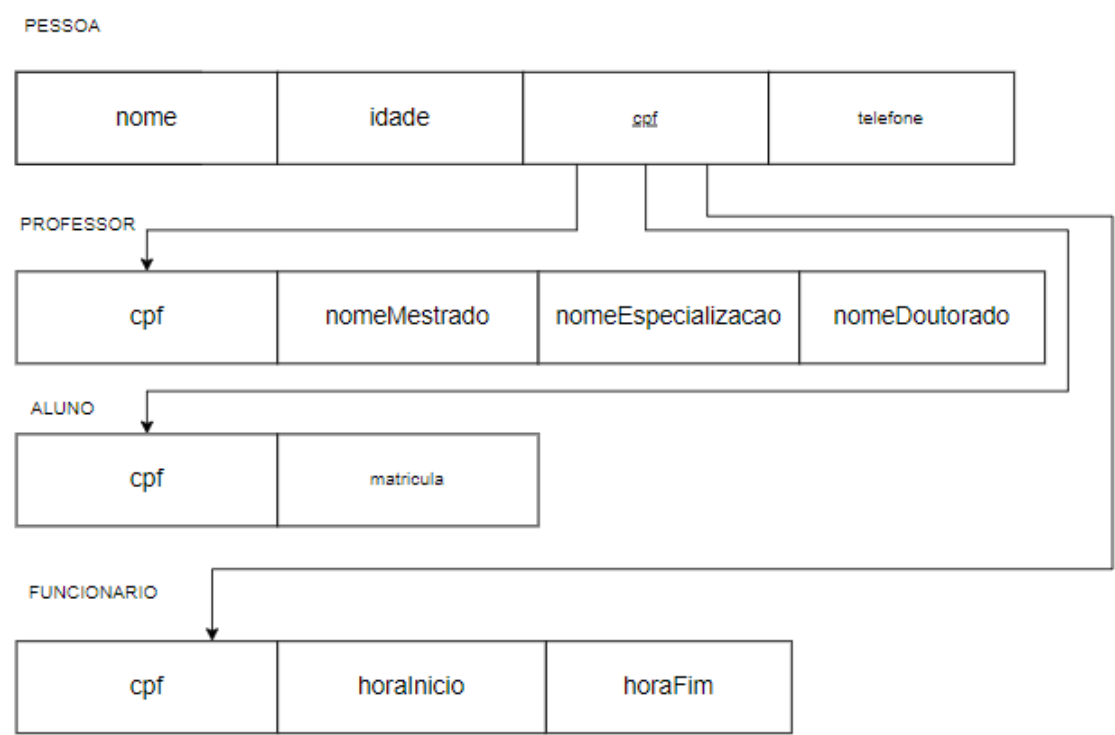 PESSOA
nome idade cpf telefone
PROFESSOR
cpf nomeMestrado nomeEspecializacao nomeDoutorado
ALUNO
cpf matricula
FUNCIONARIO
cpf horaInicio horaFim